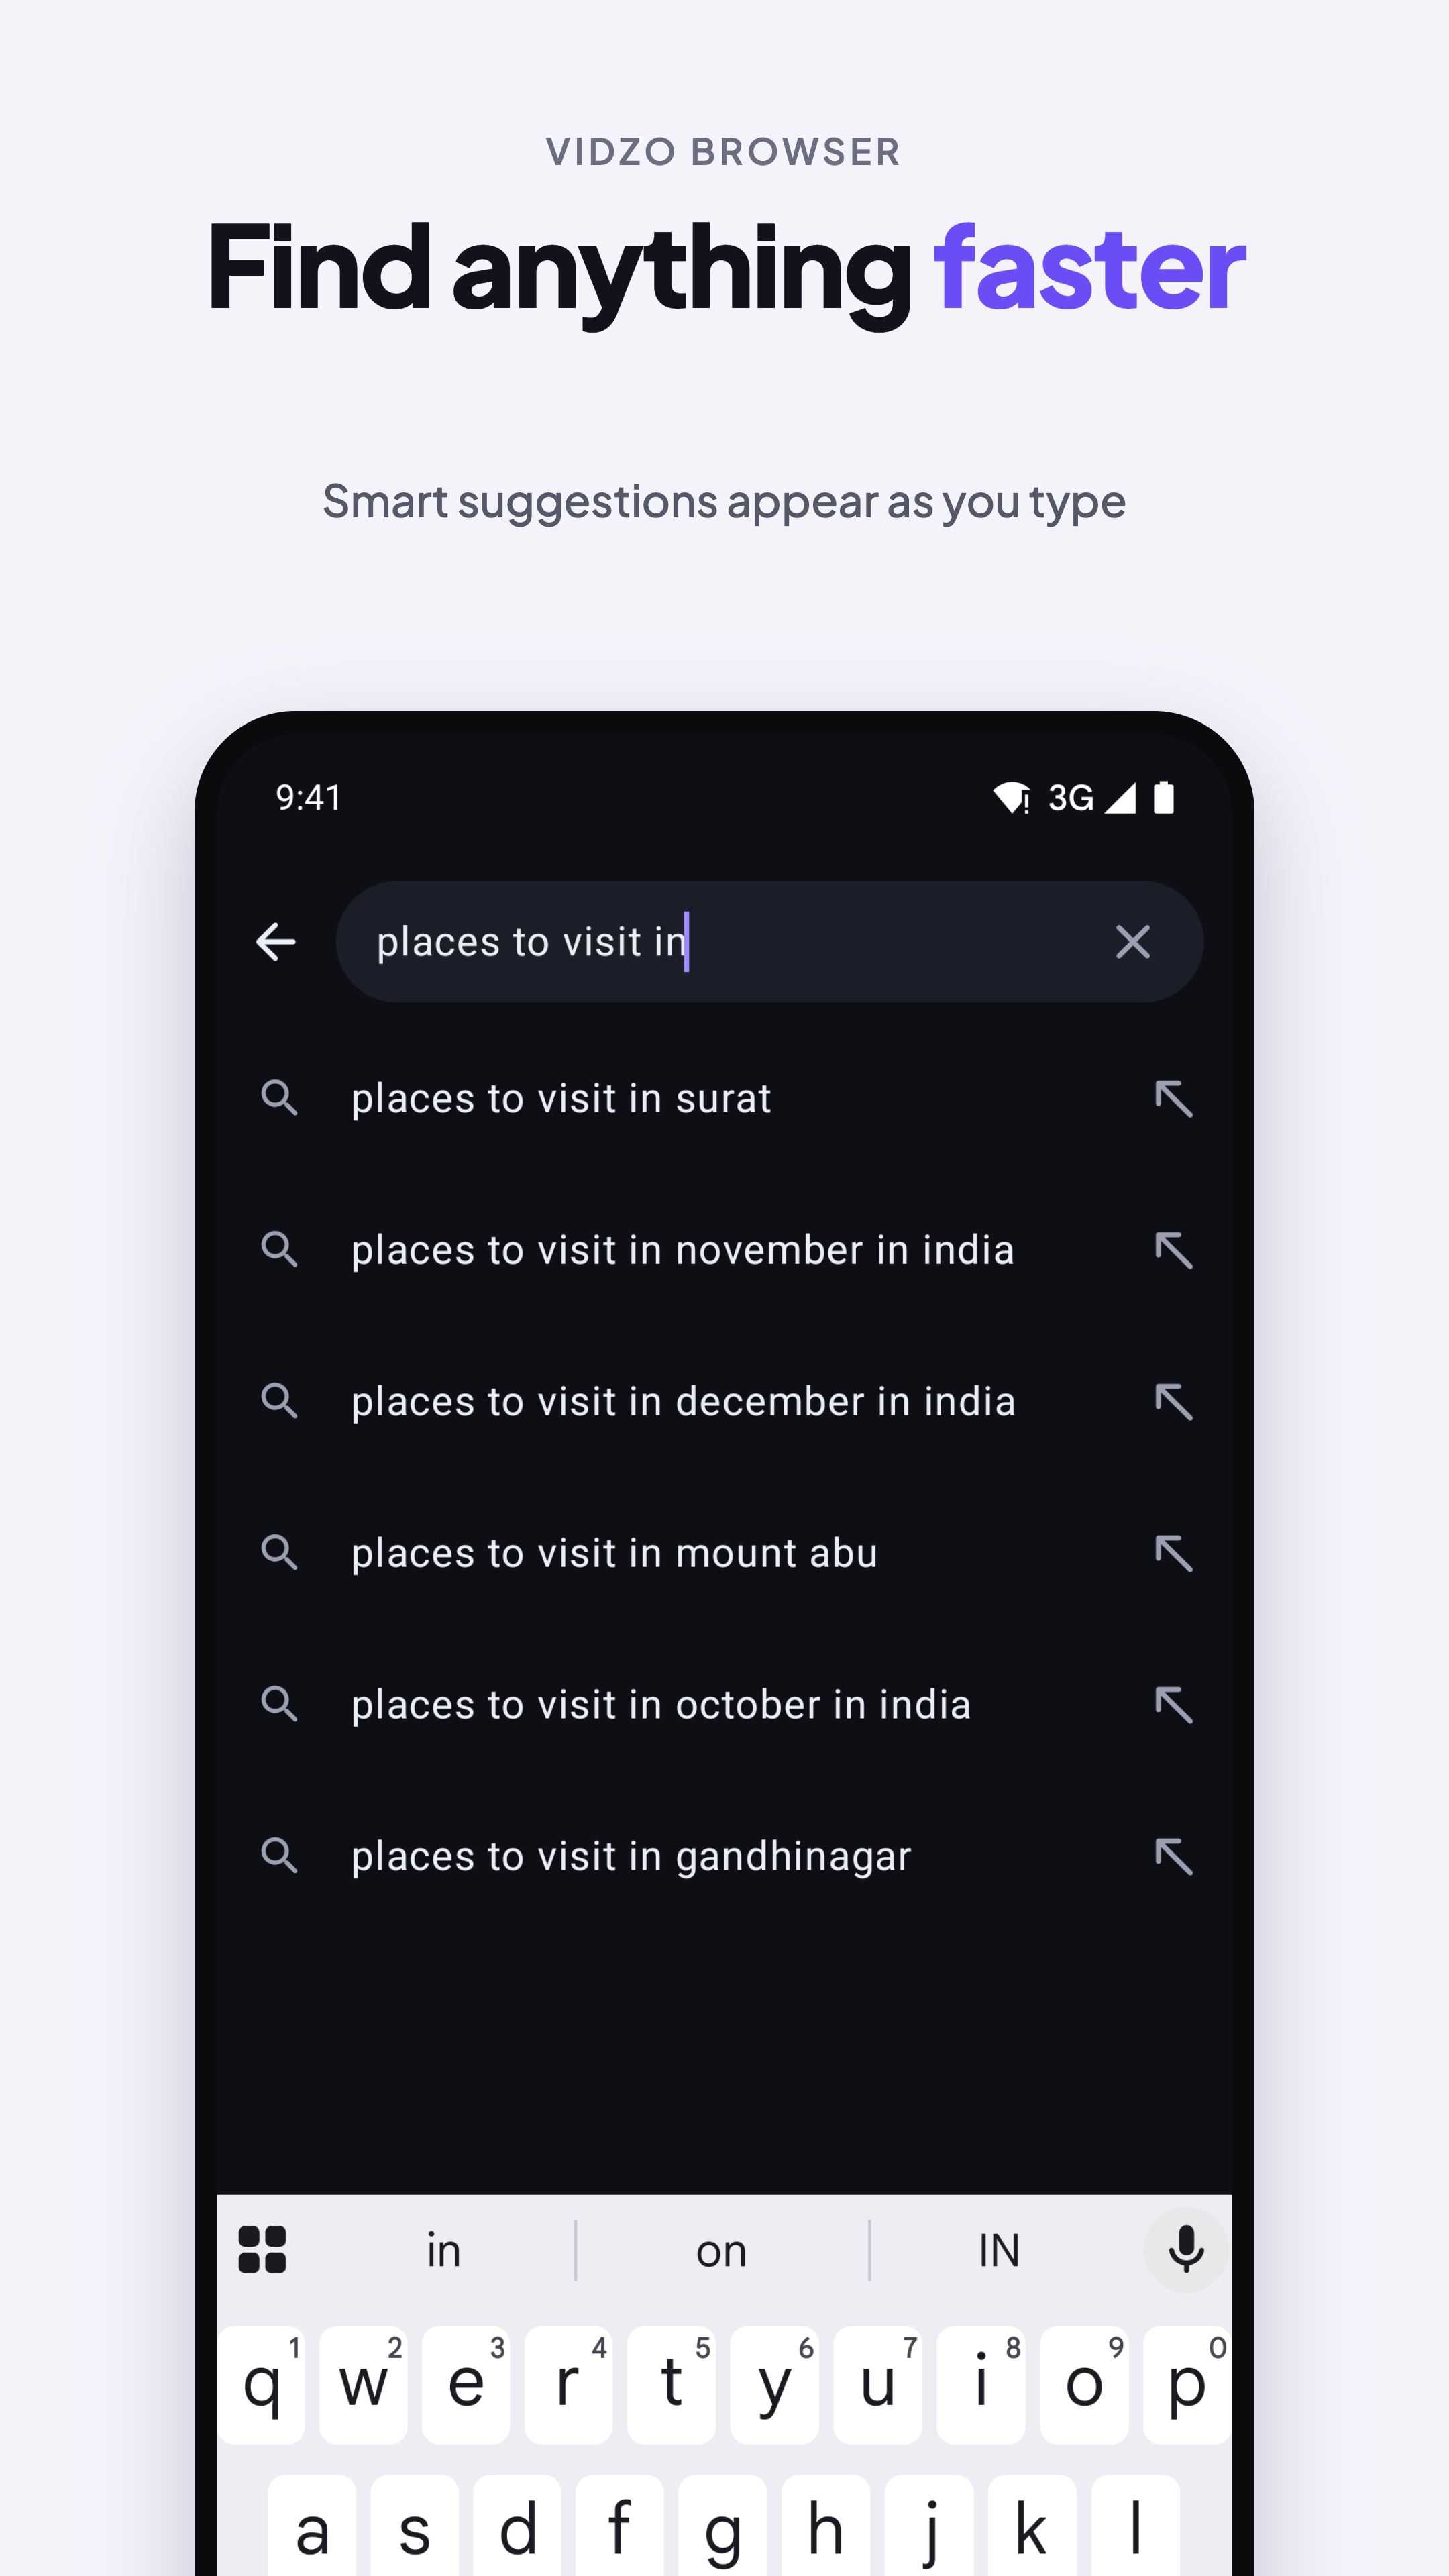 VIDZO BROWSER
Find anything faster
Smart suggestions appear as you type
9:41 3G
places to visit in
places to visit in surat
places to visit in november in india
places to visit in december in india
places to visit in mount abu
places to visit in october in india
places to visit in gandhinagar
in on IN
q1 w2 e3 r4 t5 y6 u7 i8 o9 p0
a s d f g h j k l